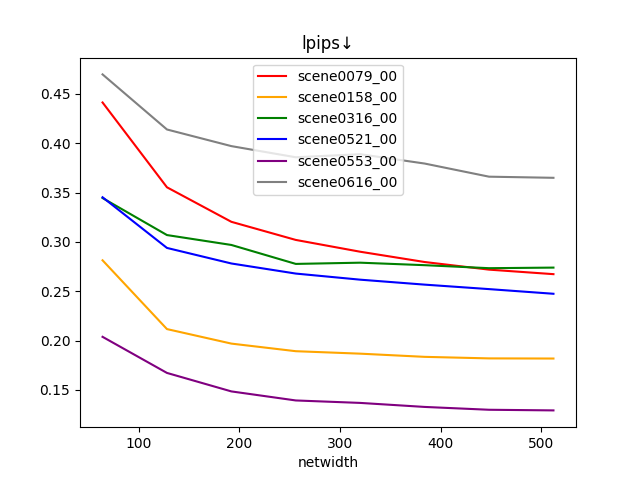 lpips↓
scene0079_00
scene0158_00
scene0316_00
scene0521_00
scene0553_00
scene0616_00
0.45
0.40
0.35
0.30
0.25
0.20
0.15
100 200 300 400 500
netwidth